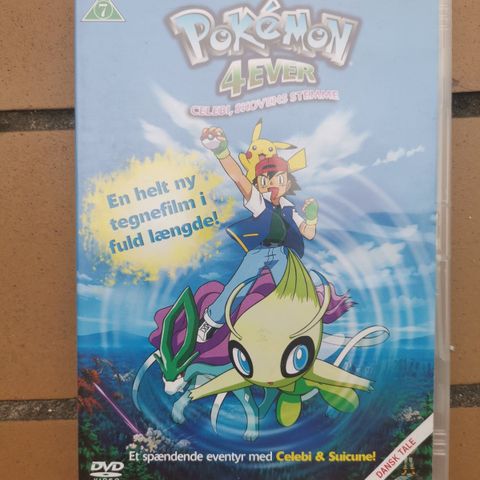 7
POKéMON
4EVER
CELEBI, SKOVENS STEMME
En helt ny
tegnefilm i
fuld længde!
Et spændende eventyr med Celebi & Suicune!
DVD
VIDEO
DANSK TALE